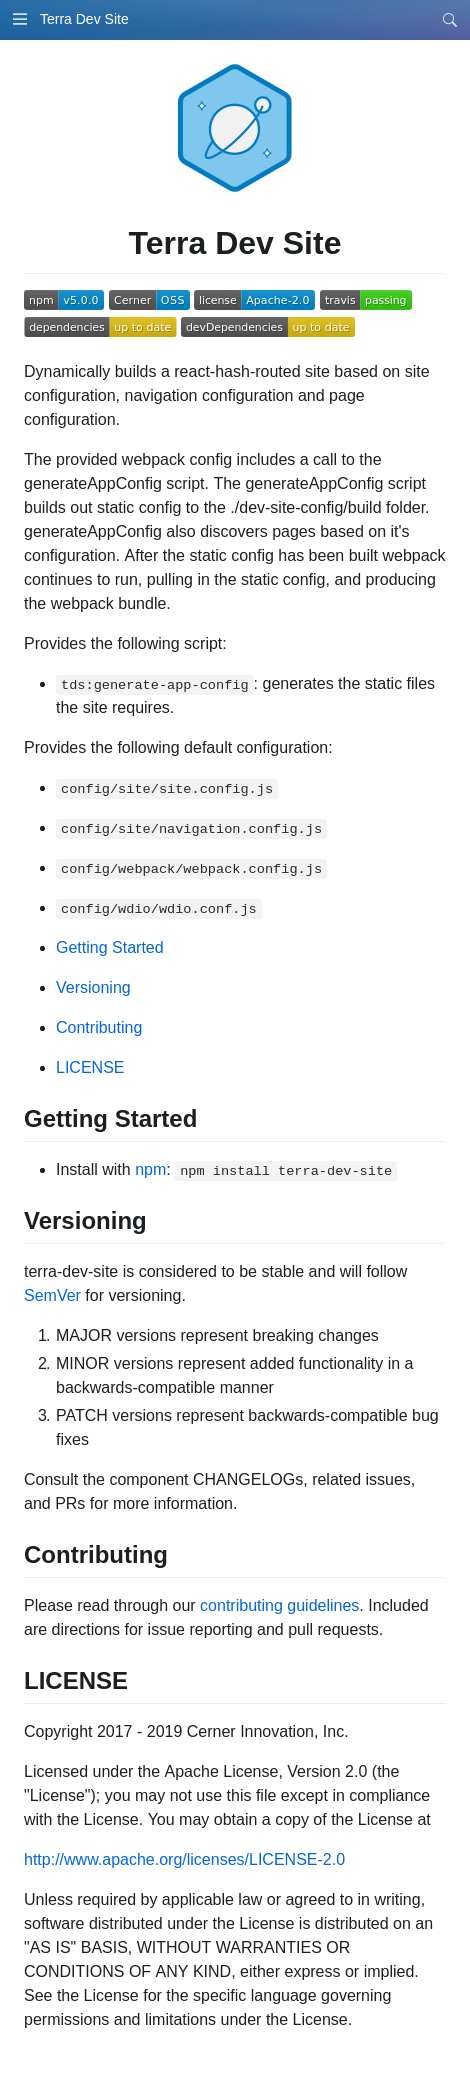 Terra Dev Site
Terra Dev Site
npm v5.0.0 Cerner OSS license Apache-2.0 travis passing
dependencies up to date devDependencies up to date
Dynamically builds a react-hash-routed site based on site
configuration, navigation configuration and page
configuration.
The provided webpack config includes a call to the
generateAppConfig script. The generateAppConfig script
builds out static config to the ./dev-site-config/build folder.
generateAppConfig also discovers pages based on it's
configuration. After the static config has been built webpack
continues to run, pulling in the static config, and producing
the webpack bundle.
Provides the following script:
• tds:generate-app-config: generates the static files
the site requires.
Provides the following default configuration:
• config/site/site.config.js
• config/site/navigation.config.js
• config/webpack/webpack.config.js
• config/wdio/wdio.conf.js
• Getting Started
• Versioning
• Contributing
• LICENSE
Getting Started
• Install with npm: npm install terra-dev-site
Versioning
terra-dev-site is considered to be stable and will follow
SemVer for versioning.
1. MAJOR versions represent breaking changes
2. MINOR versions represent added functionality in a
backwards-compatible manner
3. PATCH versions represent backwards-compatible bug
fixes
Consult the component CHANGELOGs, related issues,
and PRs for more information.
Contributing
Please read through our contributing guidelines. Included
are directions for issue reporting and pull requests.
LICENSE
Copyright 2017 - 2019 Cerner Innovation, Inc.
Licensed under the Apache License, Version 2.0 (the
"License"); you may not use this file except in compliance
with the License. You may obtain a copy of the License at
http://www.apache.org/licenses/LICENSE-2.0
Unless required by applicable law or agreed to in writing,
software distributed under the License is distributed on an
"AS IS" BASIS, WITHOUT WARRANTIES OR
CONDITIONS OF ANY KIND, either express or implied.
See the License for the specific language governing
permissions and limitations under the License.